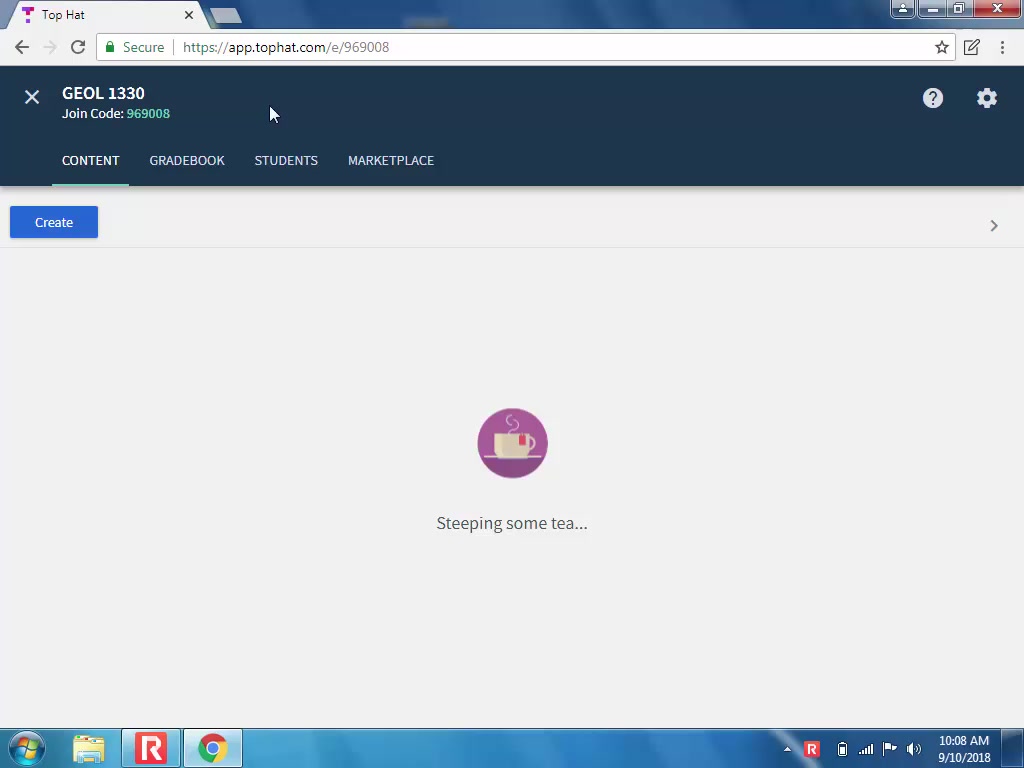 Top Hat
Secure
https://app.tophat.com/e/969008
GEOL 1330
Join Code: 969008
CONTENT GRADEBOOK STUDENTS MARKETPLACE
Create
Steeping some tea...
R
R
10:08 AM
9/10/2018